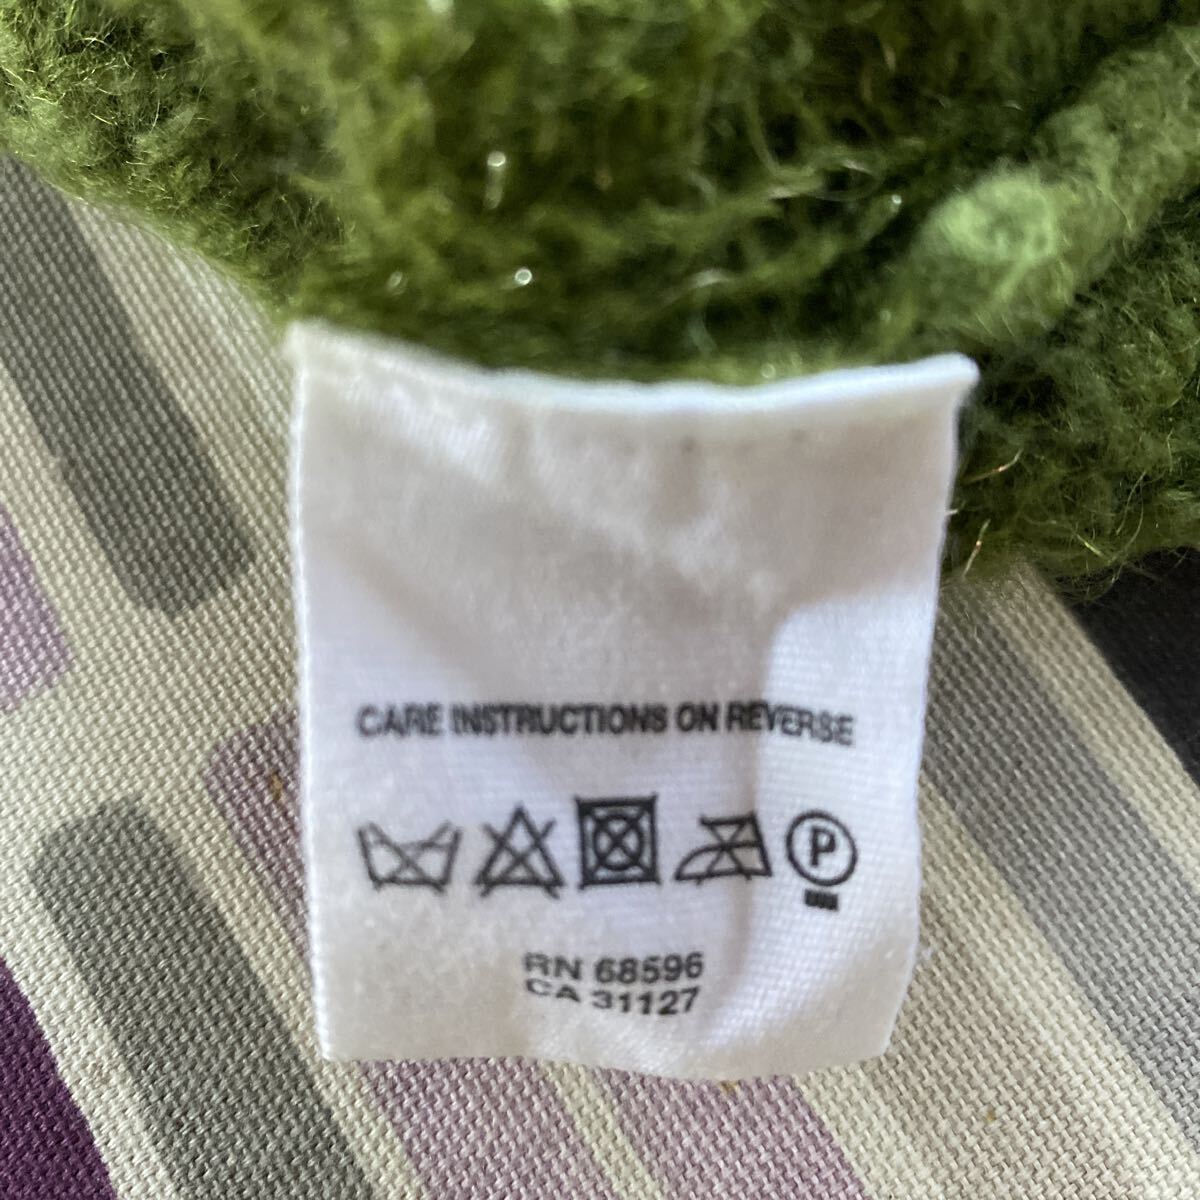 CARE INSTRUCTIONS ON REVERSE
P
RN 68596
CA 31127